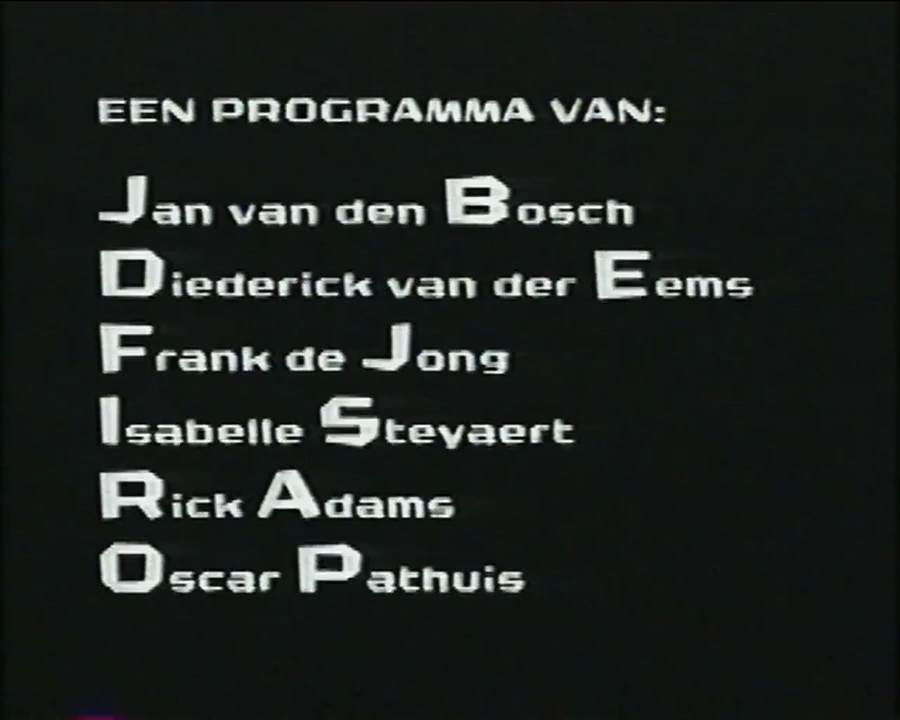 EEN PROGRAMMA VAN:
Jan van den Bosch
Diederick van der Eems
Frank de Jong
Isabelle Steyaert
Rick Adams
Oscar Pathuis